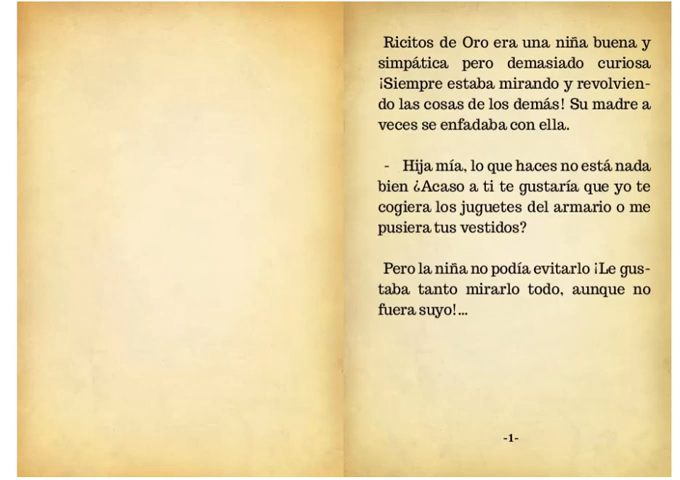 Ricitos de Oro era una niña buena y
simpática pero demasiado curiosa
¡Siempre estaba mirando y revolvien-
do las cosas de los demás! Su madre a
veces se enfadaba con ella.
- Hija mía, lo que haces no está nada
bien ¿Acaso a ti te gustaría que yo te
cogiera los juguetes del armario o me
pusiera tus vestidos?
Pero la niña no podía evitarlo ¡Le gus-
taba tanto mirarlo todo, aunque no
fuera suyo!...
-1-